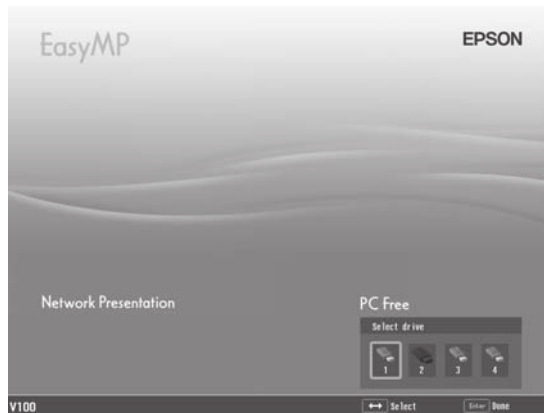 EasyMP
EPSON
Network Presentation
PC Free
Select drive
1 2 3 4
V100
Select
Enter Done